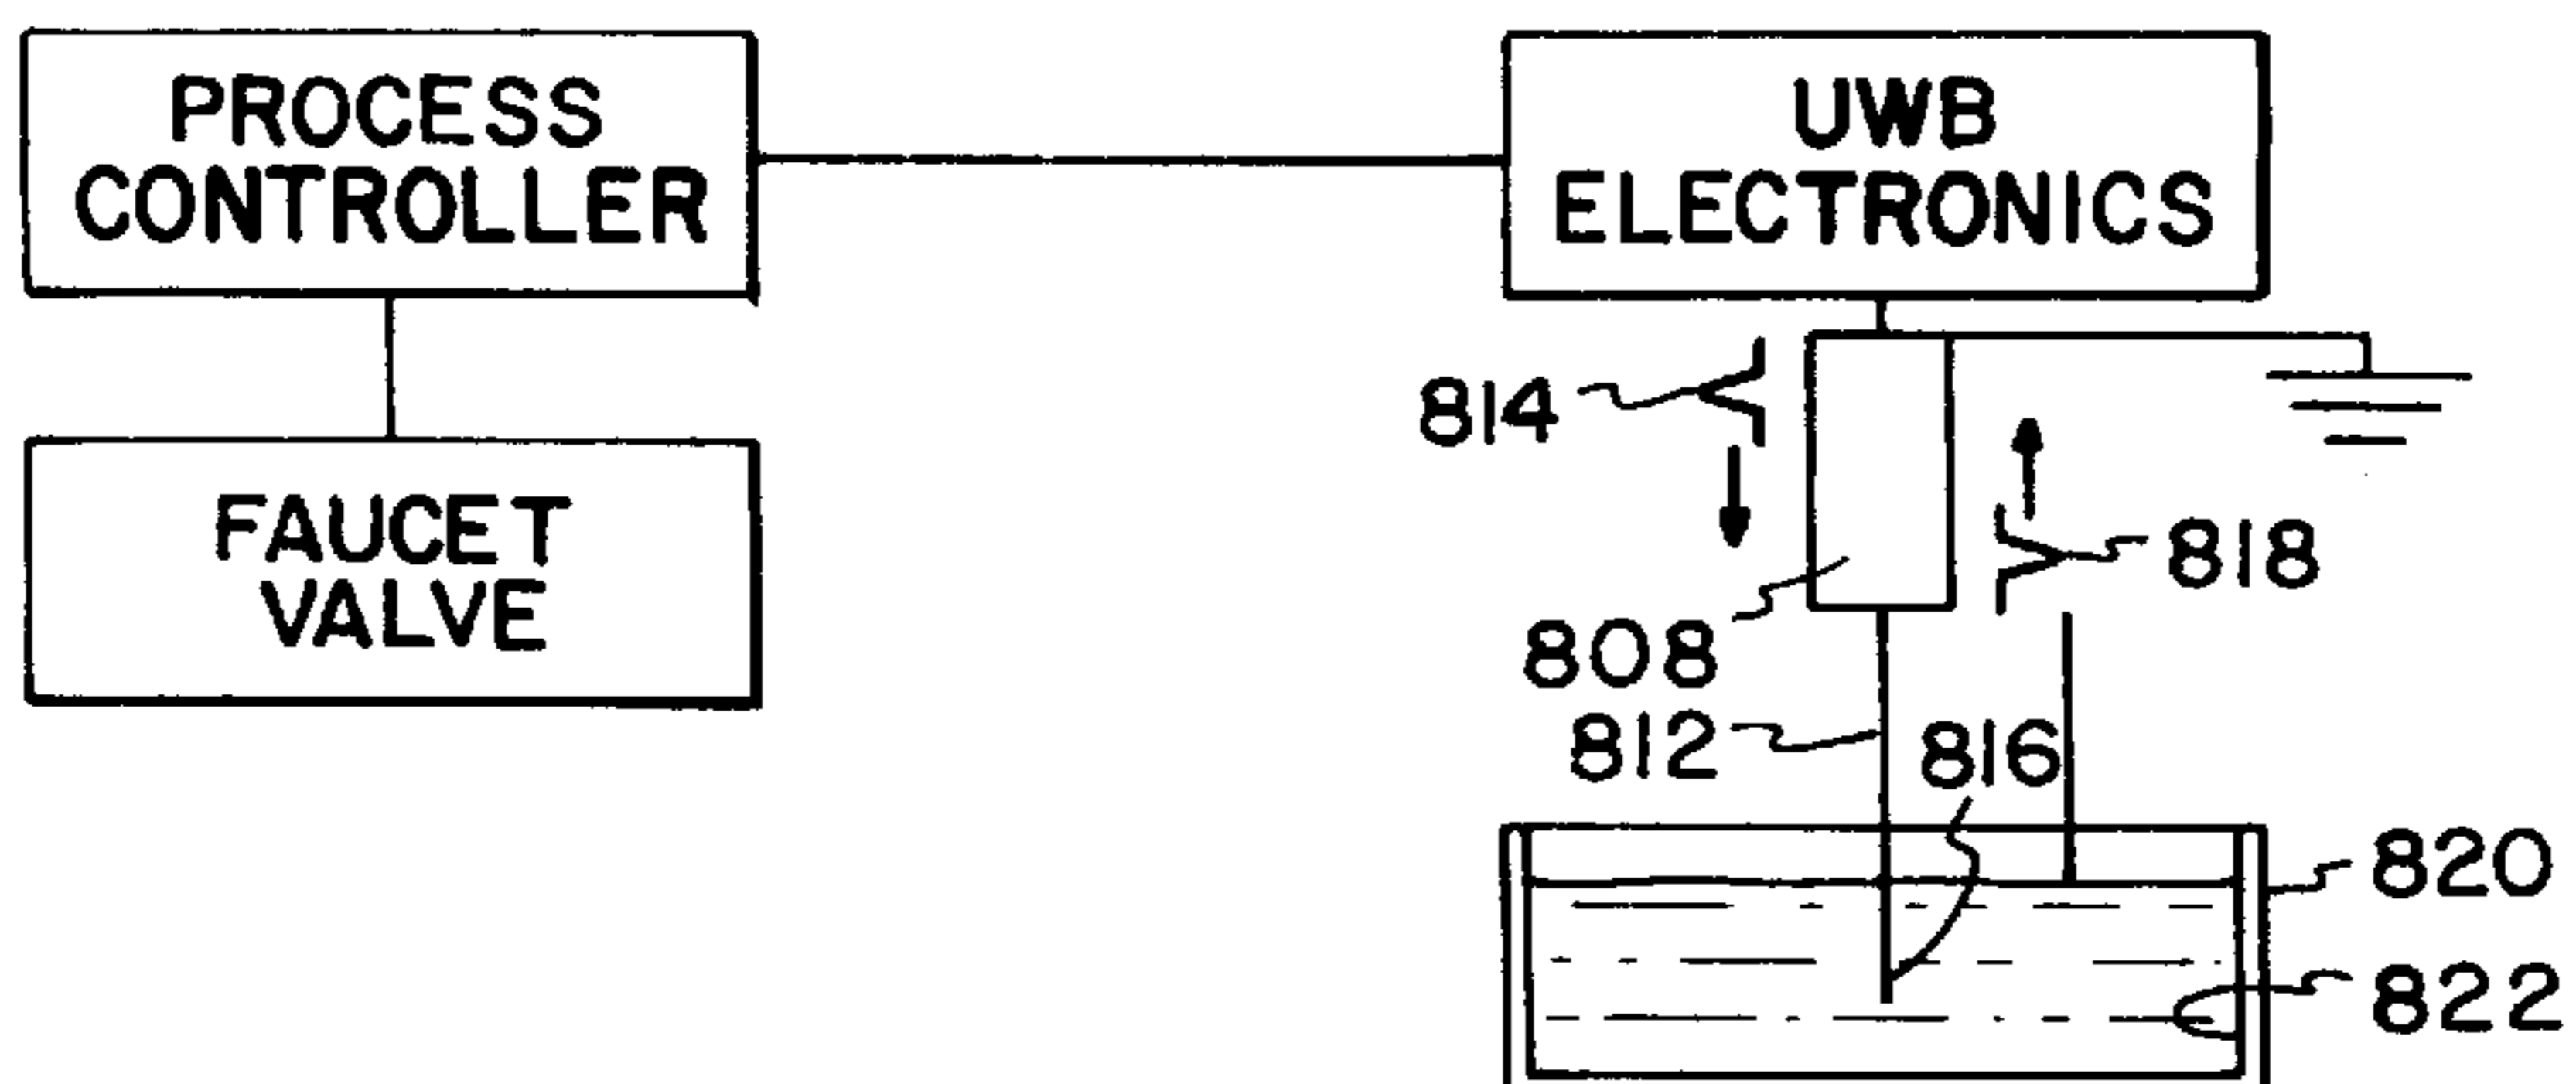 PROCESS
CONTROLLER
UWB
ELECTRONICS
FAUCET
VALVE
814
818
808
812
816
820
822